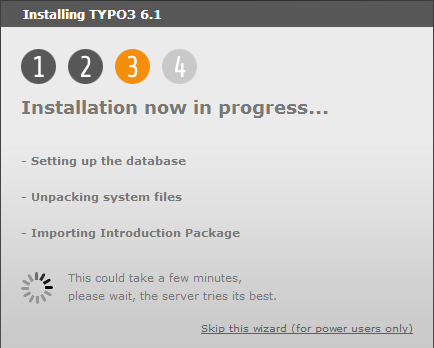 Installing TYPO3 6.1
1 2 3 4
Installation now in progress...
- Setting up the database
- Unpacking system files
- Importing Introduction Package
This could take a few minutes,
please wait, the server tries its best.
Skip this wizard (for power users only)